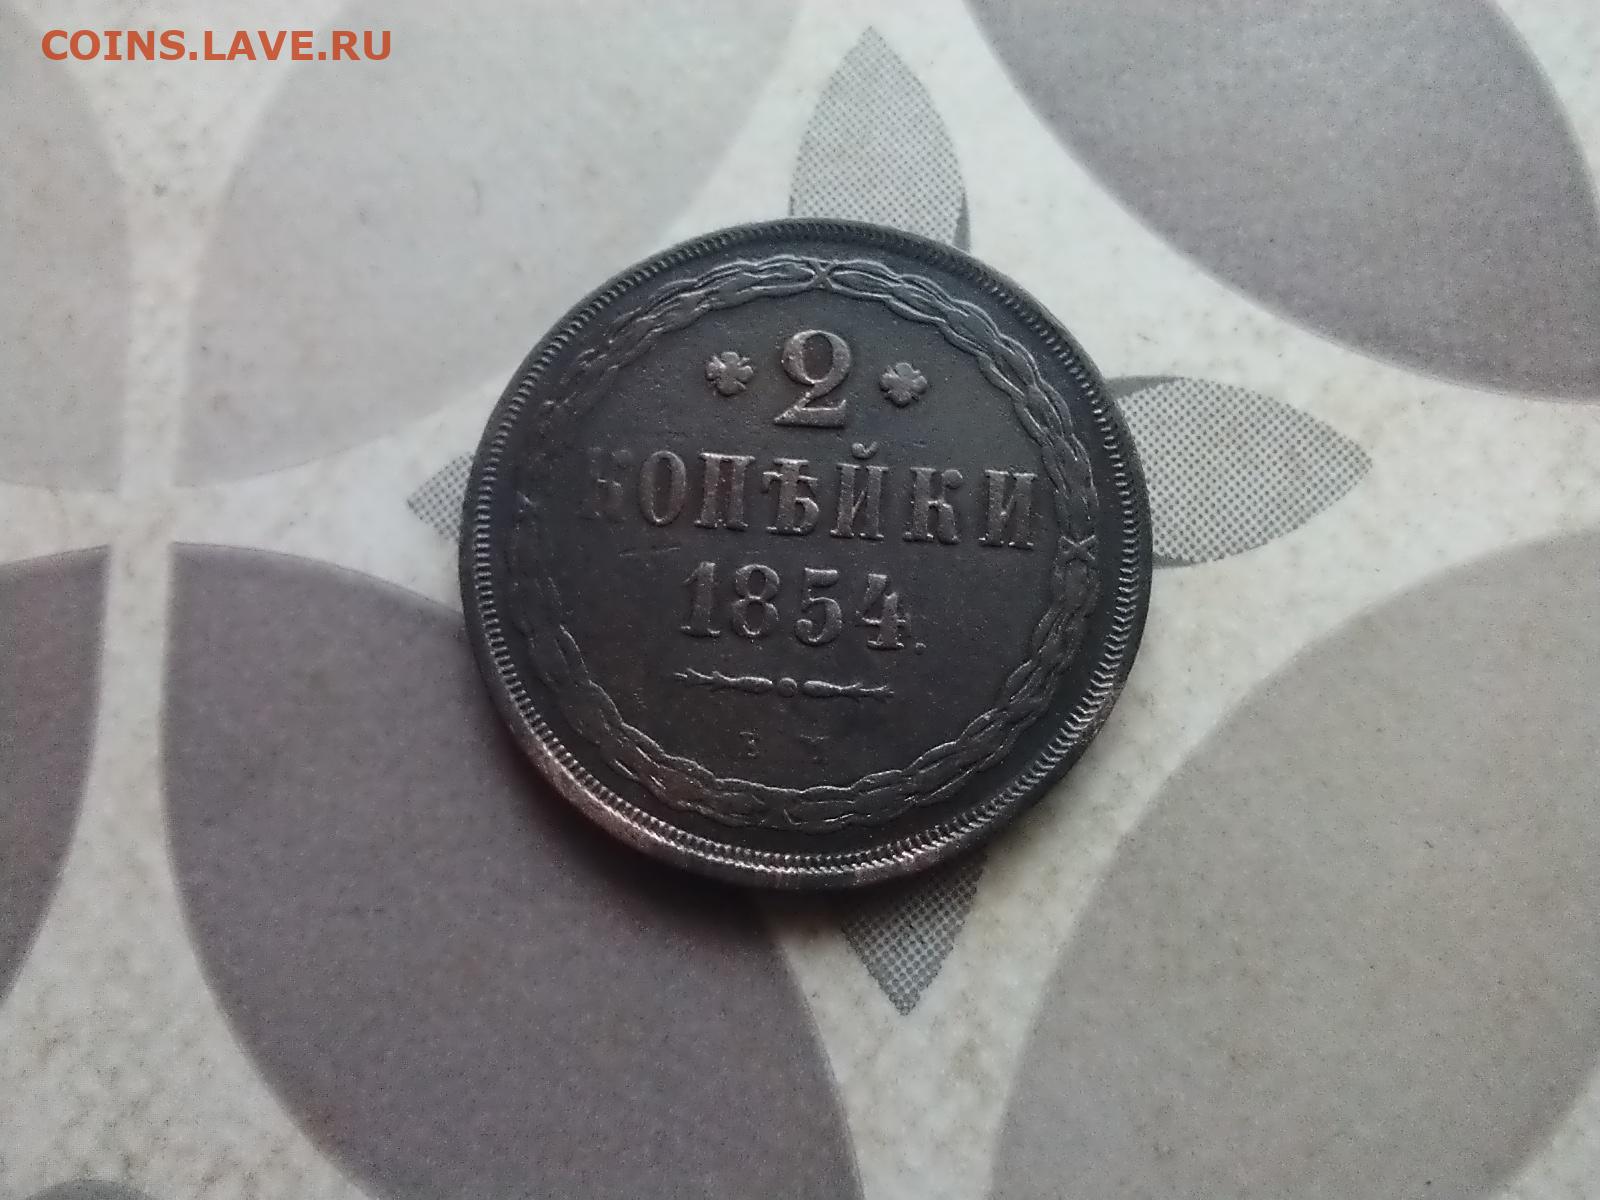 COINS.LAVE.RU
2
КОПѢЙКИ
1854.
Е М